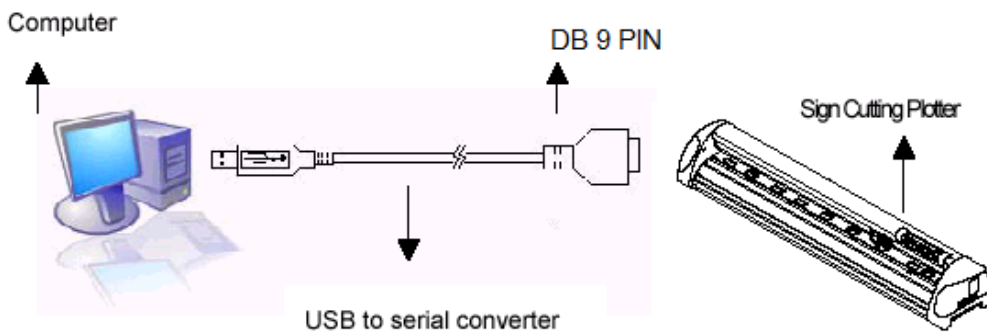 Computer
DB 9 PIN
Sign Cutting Plotter
USB to serial converter